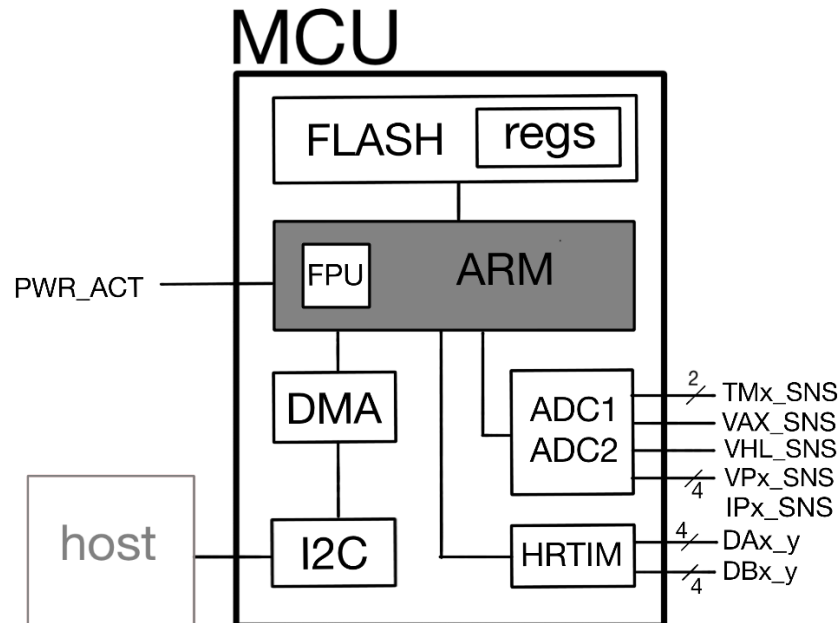 MCU
FLASH
regs
FPU
ARM
PWR_ACT
DMA
ADC1
ADC2
2
TMx_SNS
VAX_SNS
VHL_SNS
VPx_SNS
4
IPx_SNS
host
I2C
HRTIM
4
DAx_y
DBx_y
4